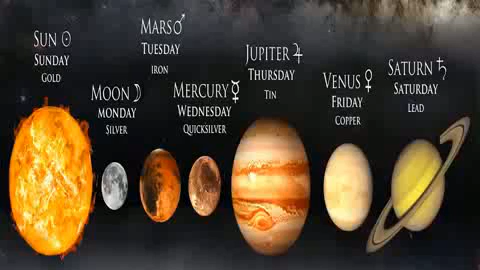 SUN ☉
SUNDAY
GOLD
MOON ☽
MONDAY
SILVER
MARS ♂
TUESDAY
IRON
MERCURY ☿
WEDNESDAY
QUICKSILVER
JUPITER ♃
THURSDAY
TIN
VENUS ♀
FRIDAY
COPPER
SATURN ♄
SATURDAY
LEAD